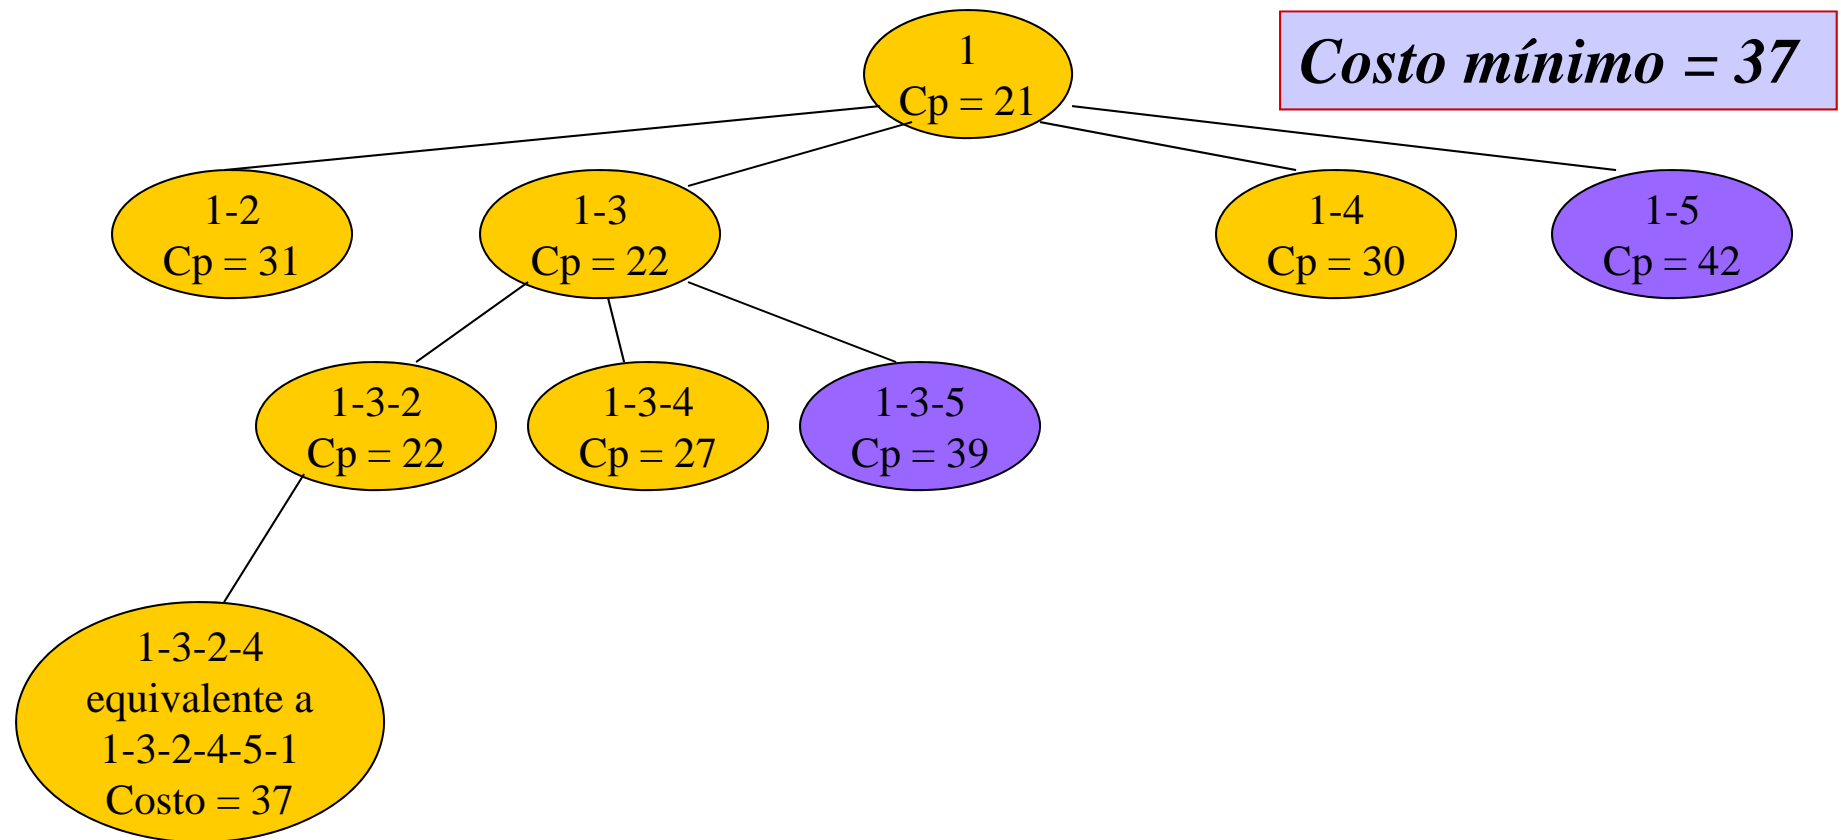 1
Cp = 21
Costo mínimo = 37
1-2
Cp = 31
1-3
Cp = 22
1-4
Cp = 30
1-5
Cp = 42
1-3-2
Cp = 22
1-3-4
Cp = 27
1-3-5
Cp = 39
1-3-2-4
equivalente a
1-3-2-4-5-1
Costo = 37